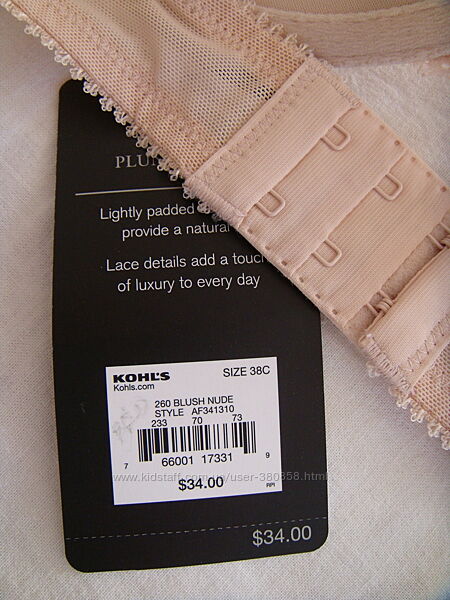 Lightly padded
provide a natural
Lace details add a touch
of luxury to every day
KOHL'S SIZE 38C
Kohls.com
260 BLUSH NUDE
STYLE AF341310
233 70 73
7 66001 17331 9
$34.00
RPI
$34.00